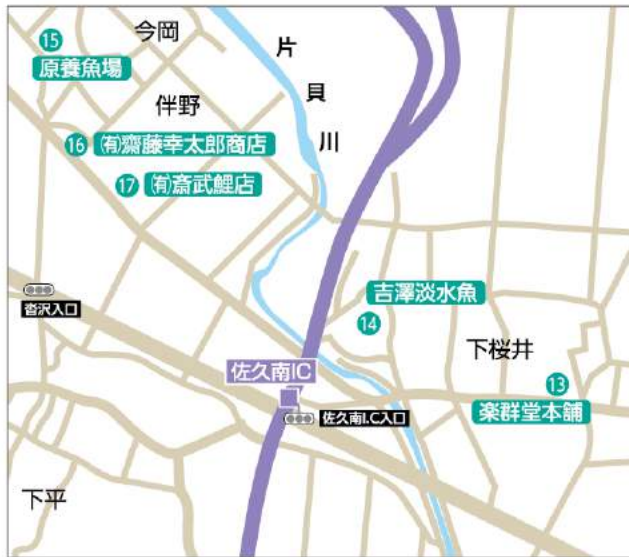 今岡
片貝川
⑮
原養魚場
伴野
⑯ ㈲齋藤幸太郎商店
⑰ ㈲斎武鯉店
吉澤淡水魚
⑭
沓沢入口
下桜井
佐久南IC
⑬
楽群堂本舗
佐久南I.C入口
下平